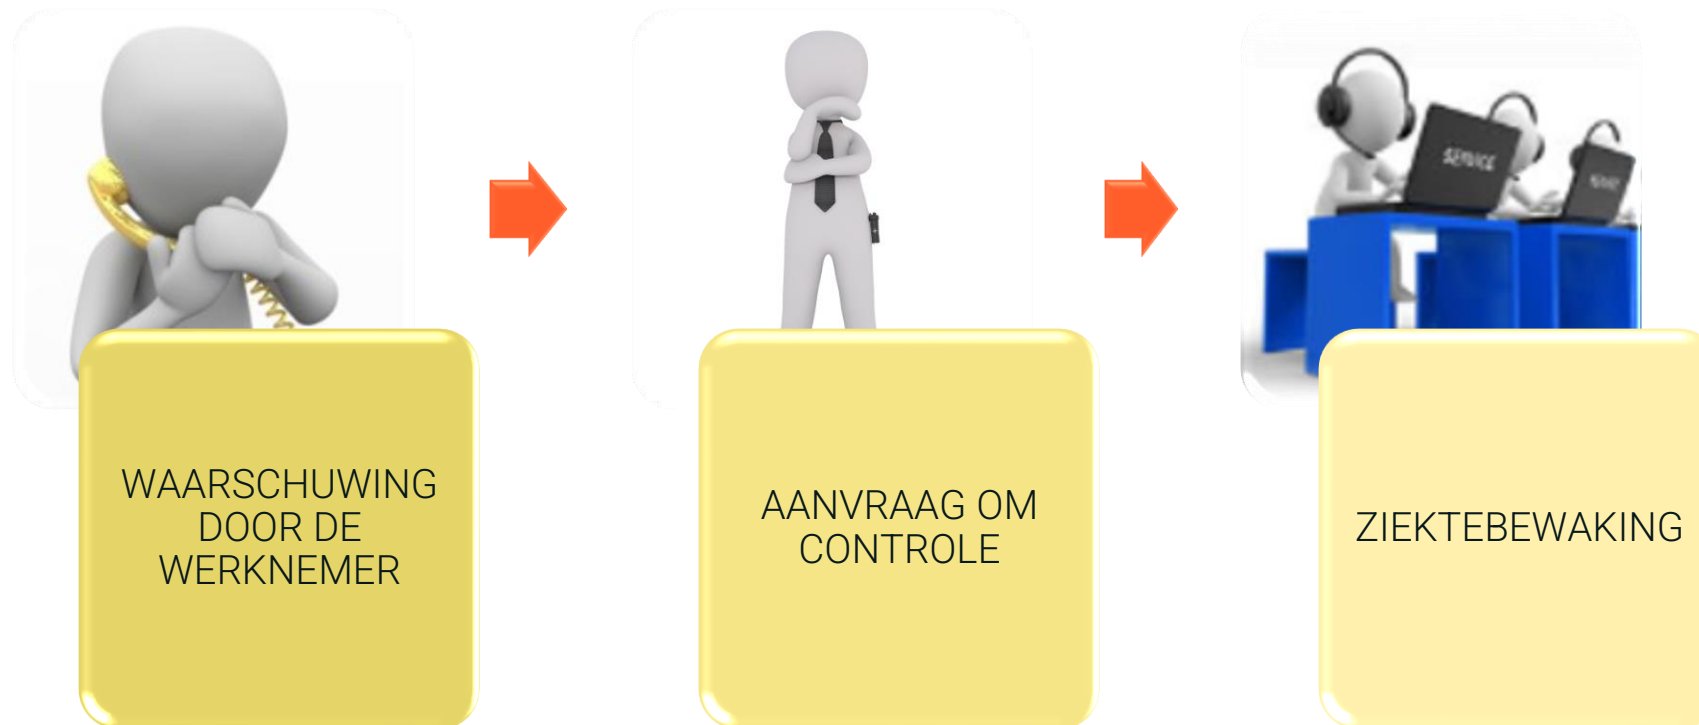 SERVICE
WAARSCHUWING
DOOR DE
WERKNEMER
AANVRAAG OM
CONTROLE
ZIEKTEBEWAKING